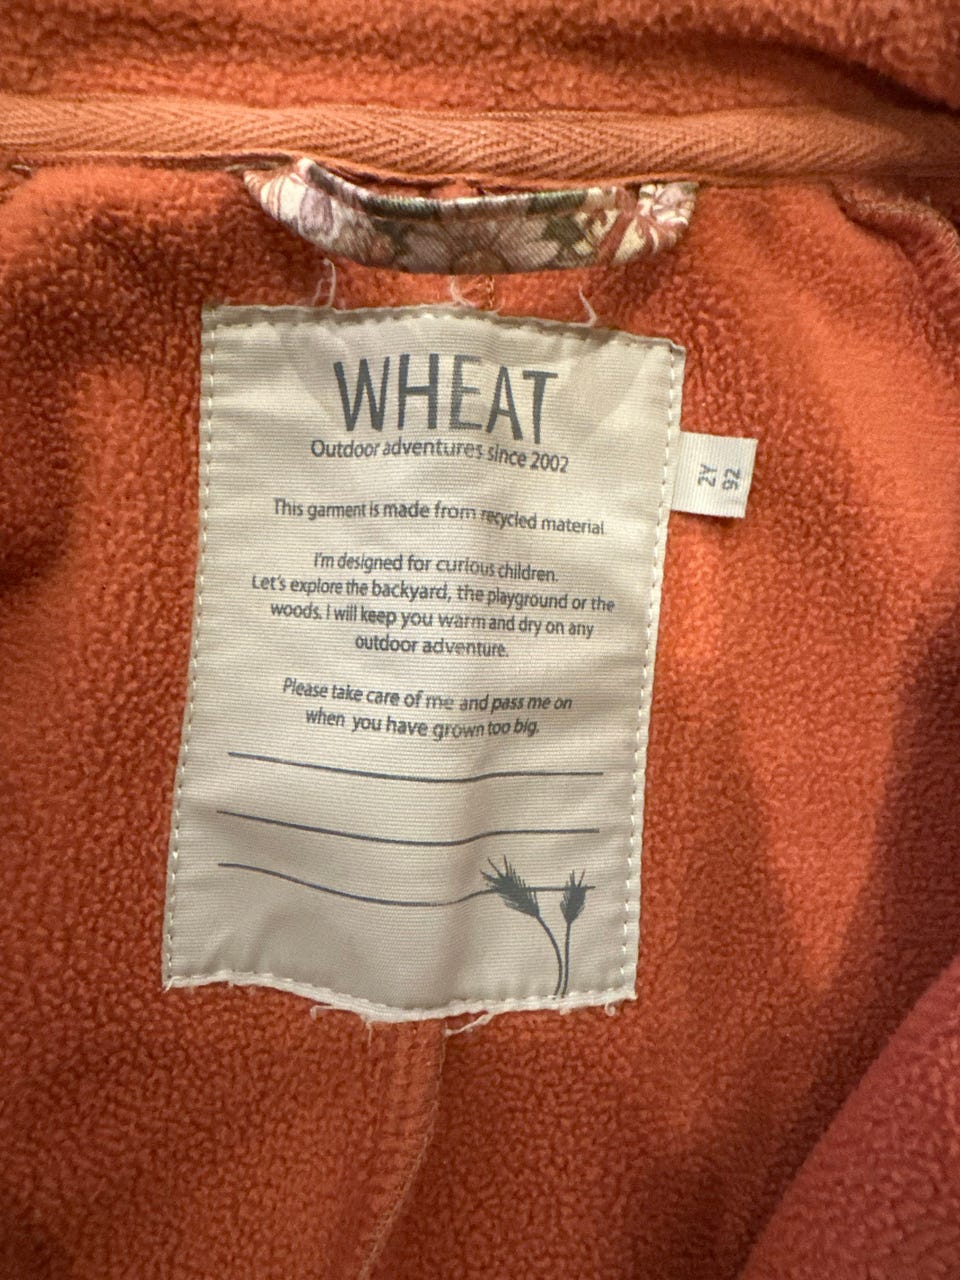 WHEAT
Outdoor adventures since 2002
2Y
92
This garment is made from recycled material
I'm designed for curious children.
Let's explore the backyard, the playground or the
woods. I will keep you warm and dry on any
outdoor adventure.
Please take care of me and pass me on
when you have grown too big.